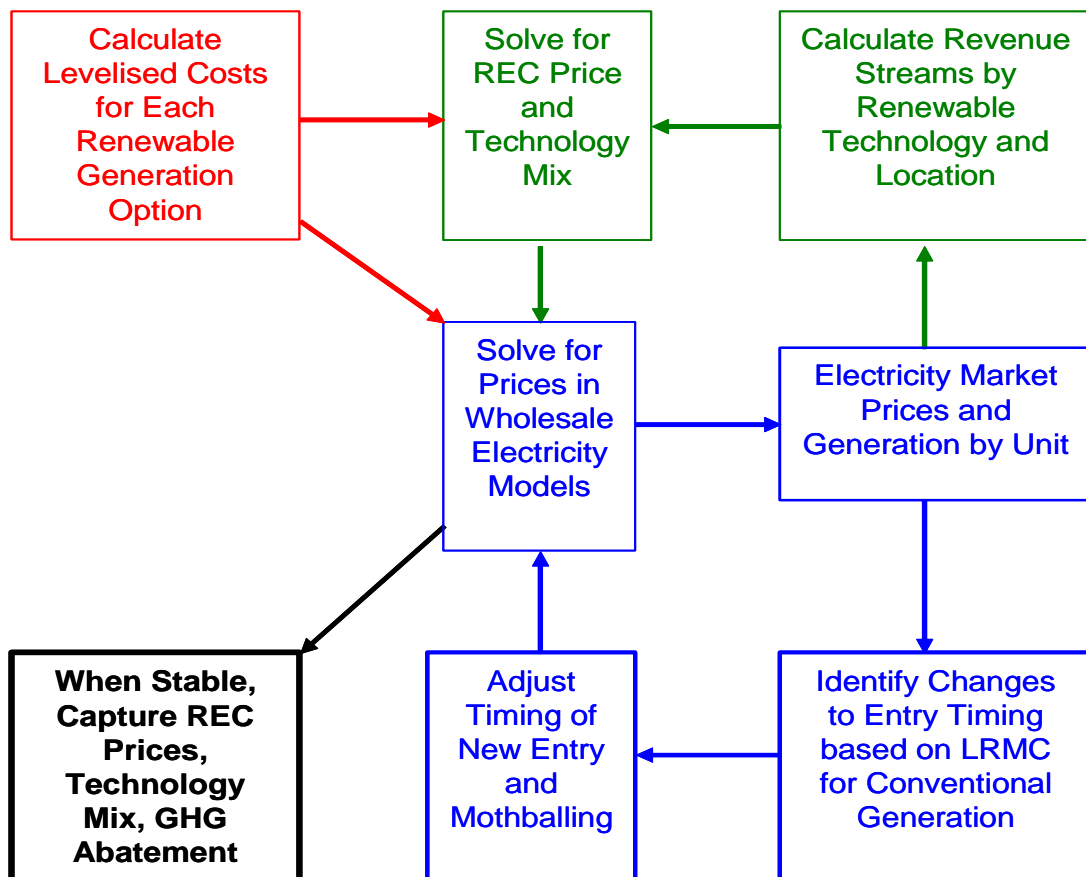 Calculate
Levelised Costs
for Each
Renewable
Generation
Option
Solve for
REC Price
and
Technology
Mix
Calculate Revenue
Streams by
Renewable
Technology and
Location
Solve for
Prices in
Wholesale
Electricity
Models
Electricity Market
Prices and
Generation by Unit
When Stable,
Capture REC
Prices,
Technology
Mix, GHG
Abatement
Adjust
Timing of
New Entry
and
Mothballing
Identify Changes
to Entry Timing
based on LRMC
for Conventional
Generation